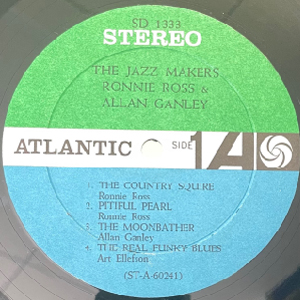 SD 1333
STEREO
THE JAZZ MAKERS
RONNIE ROSS &
ALLAN GANLEY
ATLANTIC SIDE 1 A
1. THE COUNTRY SQUIRE
Ronnie Ross
2. PITIFUL PEARL
Ronnie Ross
3. THE MOONBATHER
Allan Ganley
4. THE REAL FUNKY BLUES
Art Ellefson
(ST-A-60241)